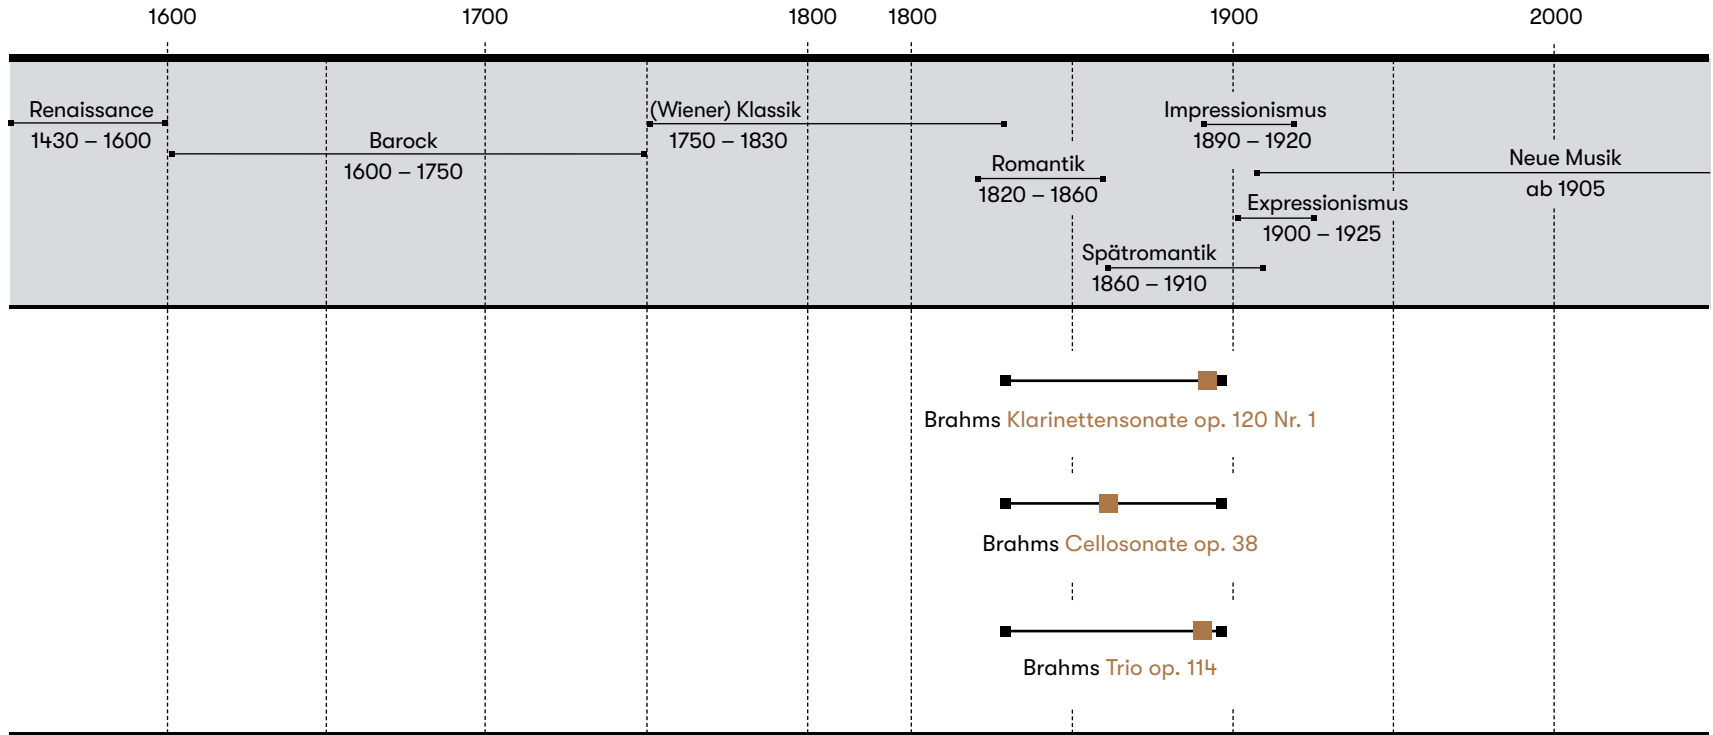 1600 1700 1800 1800 1900 2000
Renaissance
1430 – 1600
Barock
1600 – 1750
(Wiener) Klassik
1750 – 1830
Romantik
1820 – 1860
Spätromantik
1860 – 1910
Impressionismus
1890 – 1920
Expressionismus
1900 – 1925
Neue Musik
ab 1905
Brahms Klarinettensonate op. 120 Nr. 1
Brahms Cellosonate op. 38
Brahms Trio op. 114